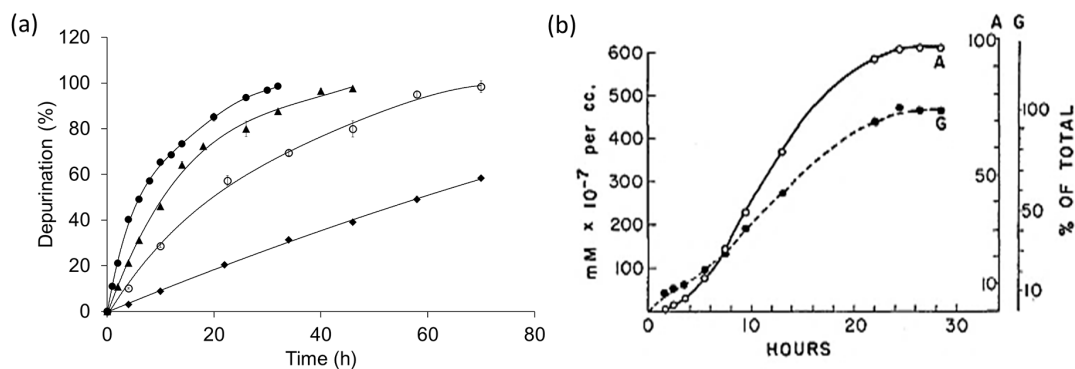 (a)
120
100
80
60
40
20
0
Depurination (%)
0 20 40 60 80
Time (h)
(b)
A G
600
500
400
300
200
100
mM × 10⁻⁷ per cc.
0 10 20 30
HOURS
A
G
100
50
10
100
50
10
% OF TOTAL